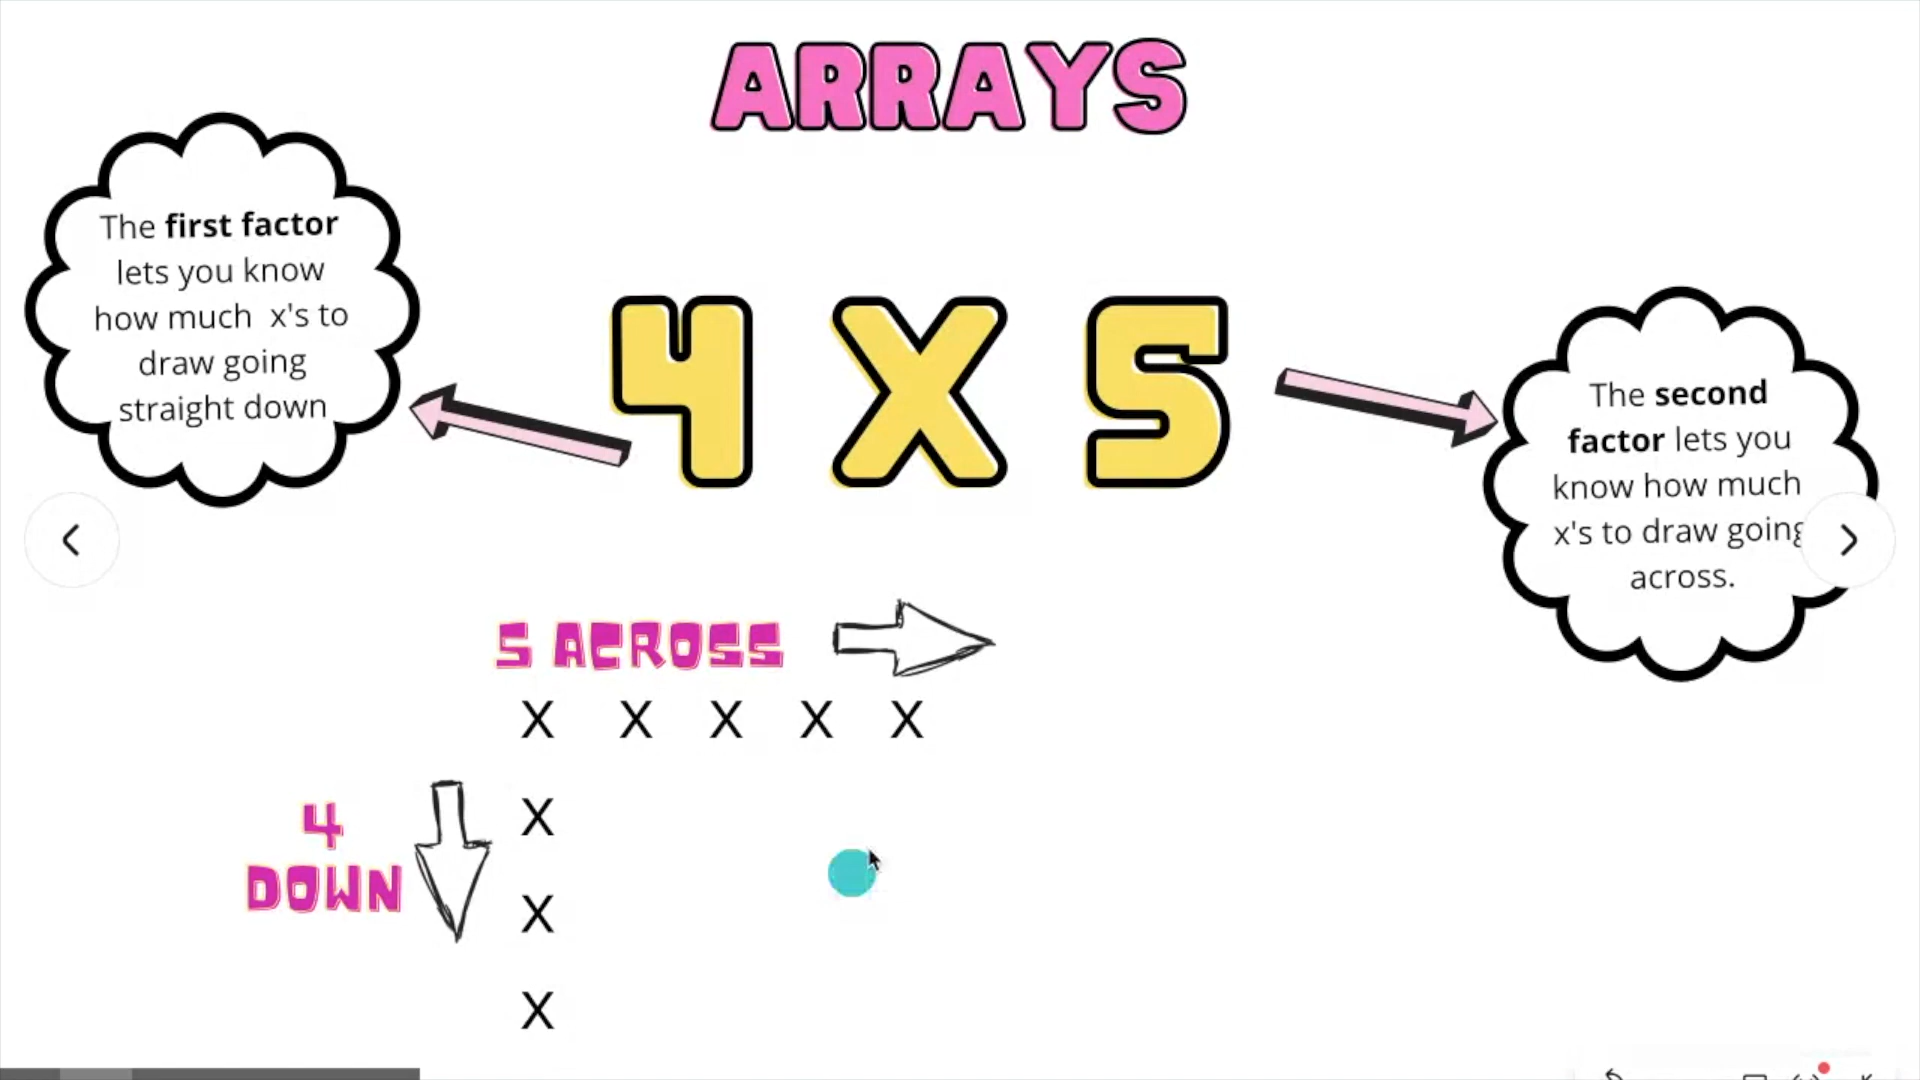 ARRAYS
The first factor
lets you know
how much x's to
draw going
straight down
4 X 5
The second
factor lets you
know how much
x's to draw going
across.
5 ACROSS
X X X X X
4
DOWN
X
X
X